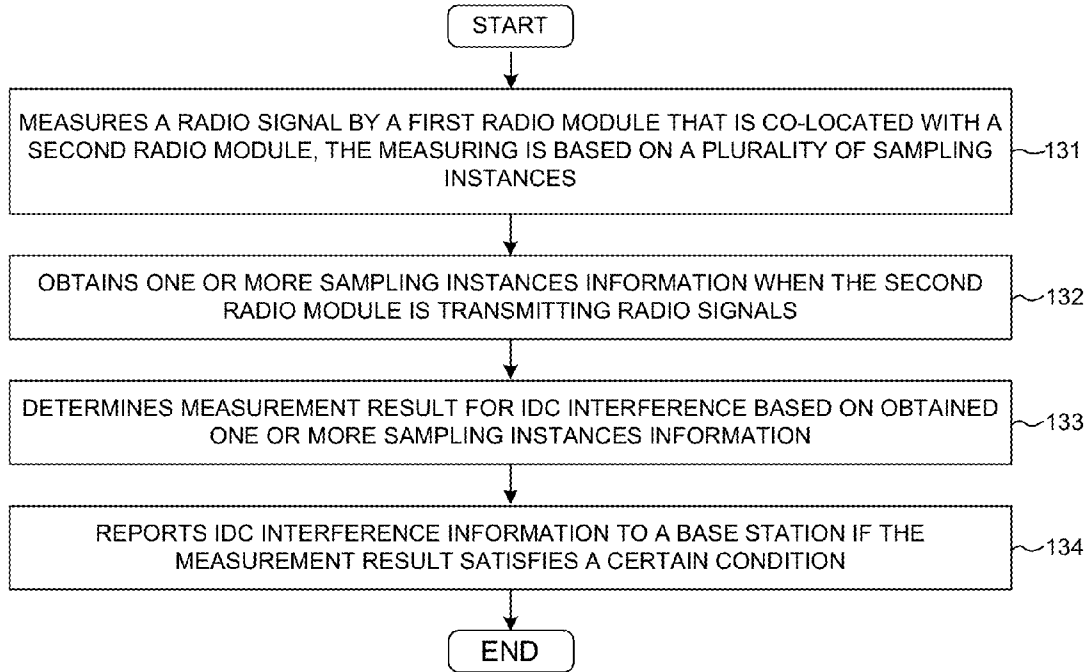 START
MEASURES A RADIO SIGNAL BY A FIRST RADIO MODULE THAT IS CO-LOCATED WITH A
SECOND RADIO MODULE, THE MEASURING IS BASED ON A PLURALITY OF SAMPLING
INSTANCES
131
OBTAINS ONE OR MORE SAMPLING INSTANCES INFORMATION WHEN THE SECOND
RADIO MODULE IS TRANSMITTING RADIO SIGNALS
132
DETERMINES MEASUREMENT RESULT FOR IDC INTERFERENCE BASED ON OBTAINED
ONE OR MORE SAMPLING INSTANCES INFORMATION
133
REPORTS IDC INTERFERENCE INFORMATION TO A BASE STATION IF THE
MEASUREMENT RESULT SATISFIES A CERTAIN CONDITION
134
END